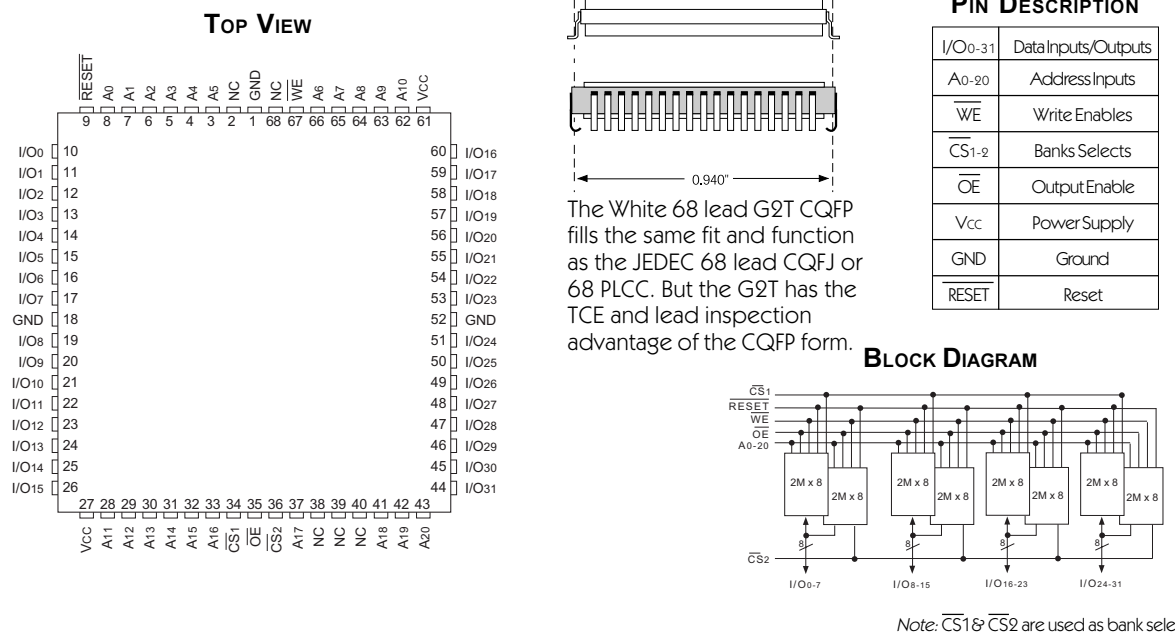 TOP VIEW
RESET A0 A1 A2 A3 A4 A5 NC GND NC WE A6 A7 A8 A9 A10 VCC
9 8 7 6 5 4 3 2 1 68 67 66 65 64 63 62 61
I/O0 10 60 I/O16
I/O1 11 59 I/O17
I/O2 12 58 I/O18
I/O3 13 57 I/O19
I/O4 14 56 I/O20
I/O5 15 55 I/O21
I/O6 16 54 I/O22
I/O7 17 53 I/O23
GND 18 52 GND
I/O8 19 51 I/O24
I/O9 20 50 I/O25
I/O10 21 49 I/O26
I/O11 22 48 I/O27
I/O12 23 47 I/O28
I/O13 24 46 I/O29
I/O14 25 45 I/O30
I/O15 26 44 I/O31
27 28 29 30 31 32 33 34 35 36 37 38 39 40 41 42 43
VCC A11 A12 A13 A14 A15 A16 CS1 OE CS2 A17 NC NC NC A18 A19 A20
0.940"
The White 68 lead G2T CQFP
fills the same fit and function
as the JEDEC 68 lead CQFJ or
68 PLCC. But the G2T has the
TCE and lead inspection
advantage of the CQFP form.
PIN DESCRIPTION
I/O0-31 Data Inputs/Outputs
A0-20 Address Inputs
WE Write Enables
CS1-2 Banks Selects
OE Output Enable
VCC Power Supply
GND Ground
RESET Reset
BLOCK DIAGRAM
CS1
RESET
WE
OE
A0-20
2M x 8 2M x 8 2M x 8 2M x 8
2M x 8 2M x 8 2M x 8 2M x 8
8 8 8 8
CS2
I/O0-7 I/O8-15 I/O16-23 I/O24-31
Note: CS1 & CS2 are used as bank sele